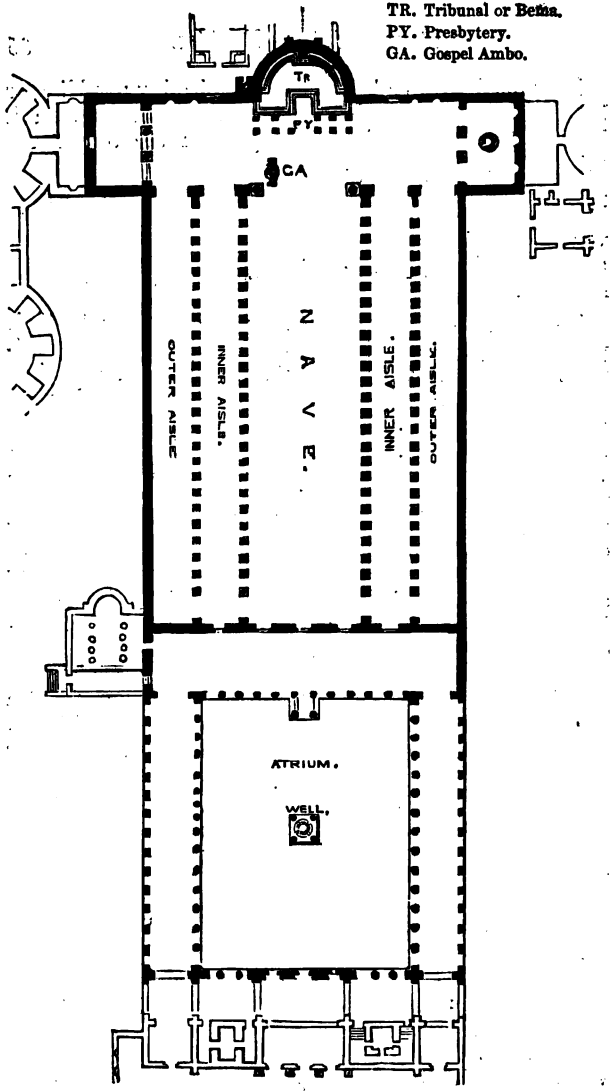 TR. Tribunal or Bema.
PY. Presbytery.
GA. Gospel Ambo.
TR
PY
GA
NAVE.
OUTER AISLE
INNER AISLE.
INNER AISLE.
OUTER AISLE.
ATRIUM.
WELL.